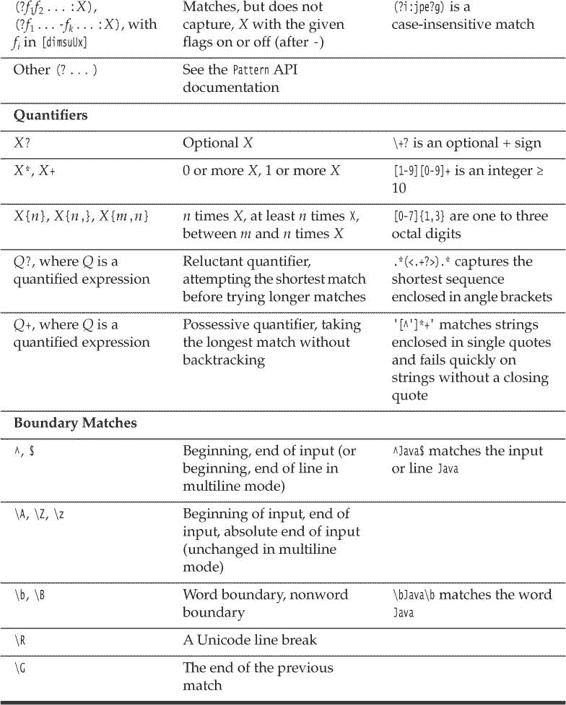 (?f1f2 ... :X), Matches, but does not (?i:jpe?g) is a
(?f1 ... -fk ... :X), with capture, X with the given case-insensitive match
fi in [dimsuUx] flags on or off (after -)
Other (? ... ) See the Pattern API
documentation
Quantifiers
X? Optional X \+? is an optional + sign
X*, X+ 0 or more X, 1 or more X [1-9][0-9]+ is an integer ≥
10
X{n}, X{n,}, X{m,n} n times X, at least n times X, [0-7]{1,3} are one to three
between m and n times X octal digits
Q?, where Q is a Reluctant quantifier, .*(<.+?>).* captures the
quantified expression attempting the shortest match shortest sequence
before trying longer matches enclosed in angle brackets
Q+, where Q is a Possessive quantifier, taking '[^']*+' matches strings
quantified expression the longest match without enclosed in single quotes
backtracking and fails quickly on
strings without a closing
quote
Boundary Matches
^, $ Beginning, end of input (or ^Java$ matches the input
beginning, end of line in or line Java
multiline mode)
\A, \Z, \z Beginning of input, end of
input, absolute end of input
(unchanged in multiline
mode)
\b, \B Word boundary, nonword \bJava\b matches the word
boundary Java
\R A Unicode line break
\G The end of the previous
match